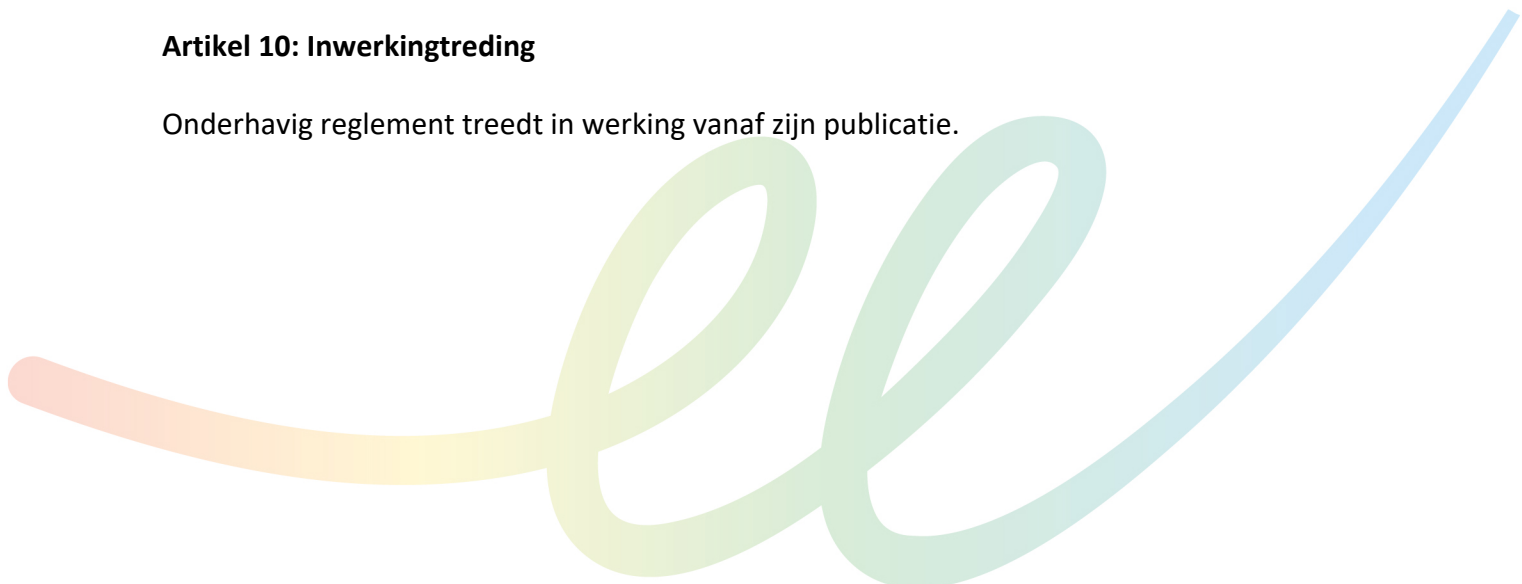 Artikel 10: Inwerkingtreding
Onderhavig reglement treedt in werking vanaf zijn publicatie.